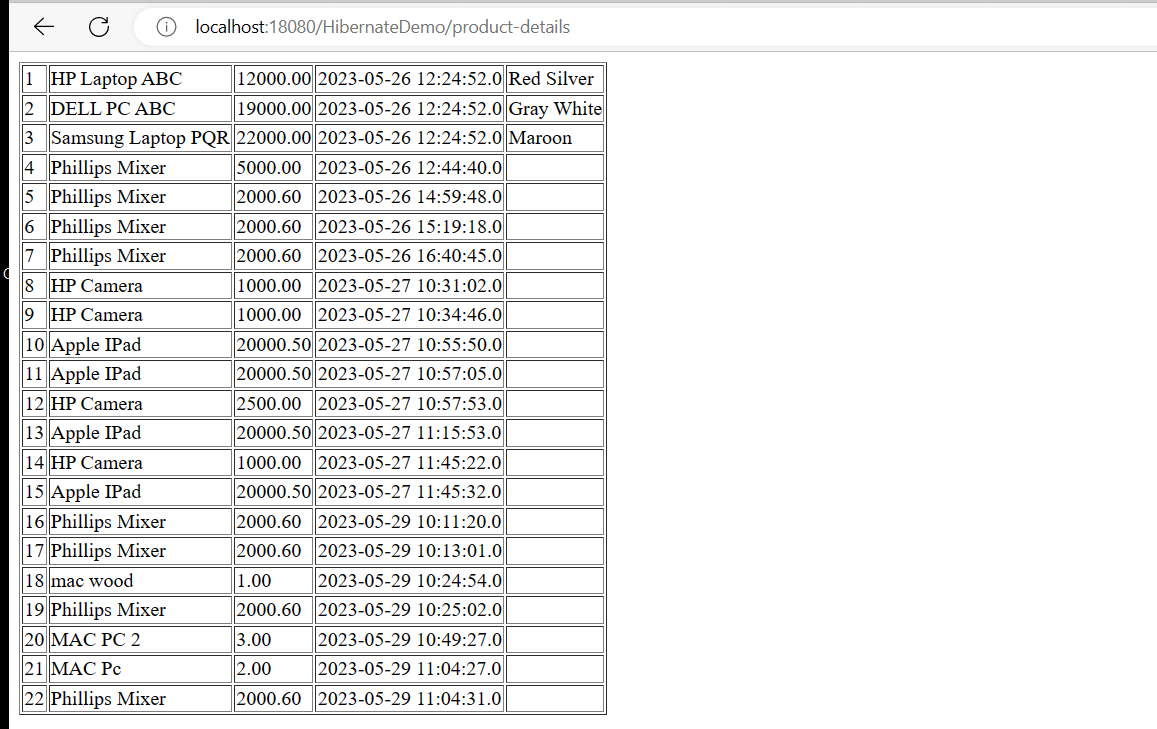 localhost:18080/HibernateDemo/product-details
1 HP Laptop ABC 12000.00 2023-05-26 12:24:52.0 Red Silver
2 DELL PC ABC 19000.00 2023-05-26 12:24:52.0 Gray White
3 Samsung Laptop PQR 22000.00 2023-05-26 12:24:52.0 Maroon
4 Phillips Mixer 5000.00 2023-05-26 12:44:40.0
5 Phillips Mixer 2000.60 2023-05-26 14:59:48.0
6 Phillips Mixer 2000.60 2023-05-26 15:19:18.0
7 Phillips Mixer 2000.60 2023-05-26 16:40:45.0
8 HP Camera 1000.00 2023-05-27 10:31:02.0
9 HP Camera 1000.00 2023-05-27 10:34:46.0
10 Apple IPad 20000.50 2023-05-27 10:55:50.0
11 Apple IPad 20000.50 2023-05-27 10:57:05.0
12 HP Camera 2500.00 2023-05-27 10:57:53.0
13 Apple IPad 20000.50 2023-05-27 11:15:53.0
14 HP Camera 1000.00 2023-05-27 11:45:22.0
15 Apple IPad 20000.50 2023-05-27 11:45:32.0
16 Phillips Mixer 2000.60 2023-05-29 10:11:20.0
17 Phillips Mixer 2000.60 2023-05-29 10:13:01.0
18 mac wood 1.00 2023-05-29 10:24:54.0
19 Phillips Mixer 2000.60 2023-05-29 10:25:02.0
20 MAC PC 2 3.00 2023-05-29 10:49:27.0
21 MAC Pc 2.00 2023-05-29 11:04:27.0
22 Phillips Mixer 2000.60 2023-05-29 11:04:31.0